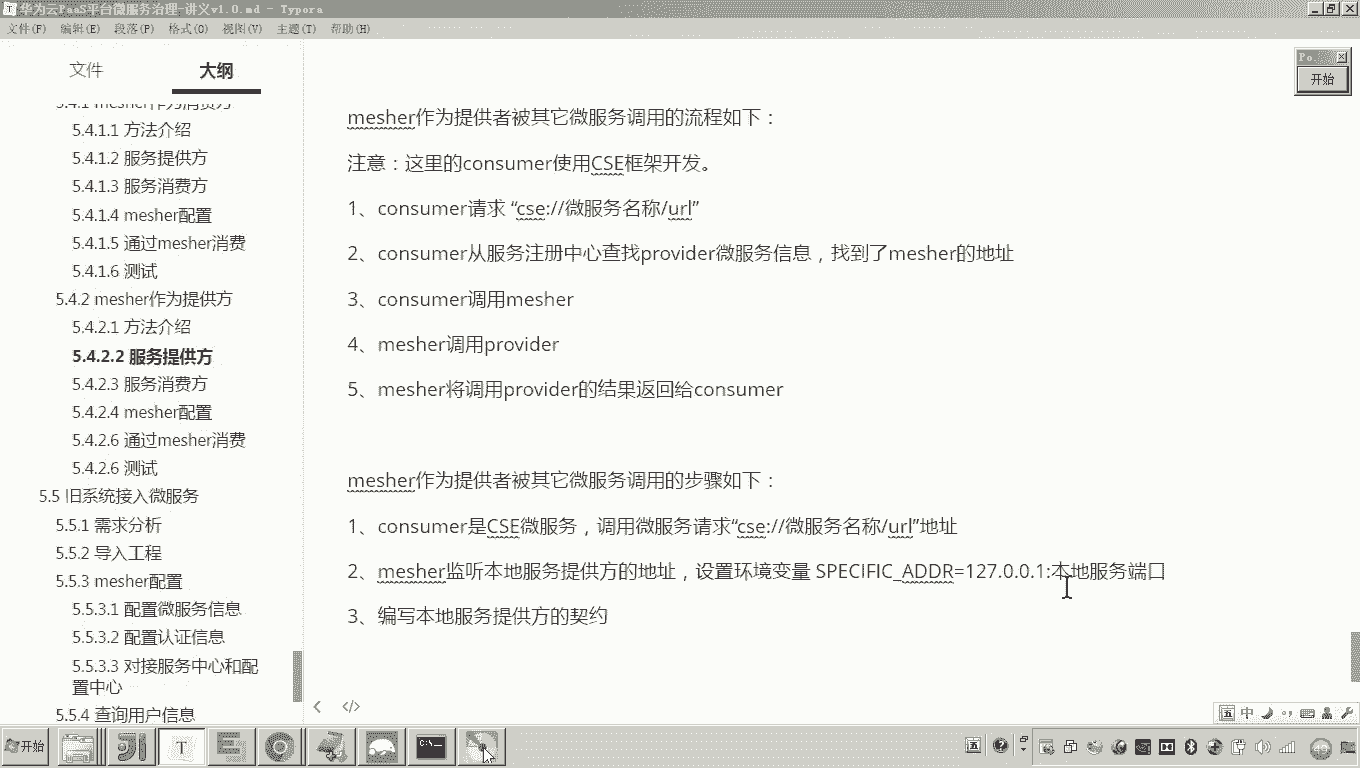 华为云PaaS平台微服务治理-讲义v1.0.md - Typora
文件(F) 编辑(E) 段落(P) 格式(O) 视图(V) 主题(T) 帮助(H)
文件
大纲
5.4.1 mesher作为消费方
5.4.1.1 方法介绍
5.4.1.2 服务提供方
5.4.1.3 服务消费方
5.4.1.4 mesher配置
5.4.1.5 通过mesher消费
5.4.1.6 测试
5.4.2 mesher作为提供方
5.4.2.1 方法介绍
5.4.2.2 服务提供方
5.4.2.3 服务消费方
5.4.2.4 mesher配置
5.4.2.6 通过mesher消费
5.4.2.6 测试
5.5 旧系统接入微服务
5.5.1 需求分析
5.5.2 导入工程
5.5.3 mesher配置
5.5.3.1 配置微服务信息
5.5.3.2 配置认证信息
5.5.3.3 对接服务中心和配
置中心
5.5.4 查询用户信息
mesher作为提供者被其它微服务调用的流程如下：
注意：这里的consumer使用CSE框架开发。
1、consumer请求 “cse://微服务名称/url”
2、consumer从服务注册中心查找provider微服务信息，找到了mesher的地址
3、consumer调用mesher
4、mesher调用provider
5、mesher将调用provider的结果返回给consumer
mesher作为提供者被其它微服务调用的步骤如下：
1、consumer是CSE微服务，调用微服务请求“cse://微服务名称/url”地址
2、mesher监听本地服务提供方的地址，设置环境变量 SPECIFIC_ADDR=127.0.0.1:本地服务端口
3、编写本地服务提供方的契约
Po.
开始
五 中
开始
五